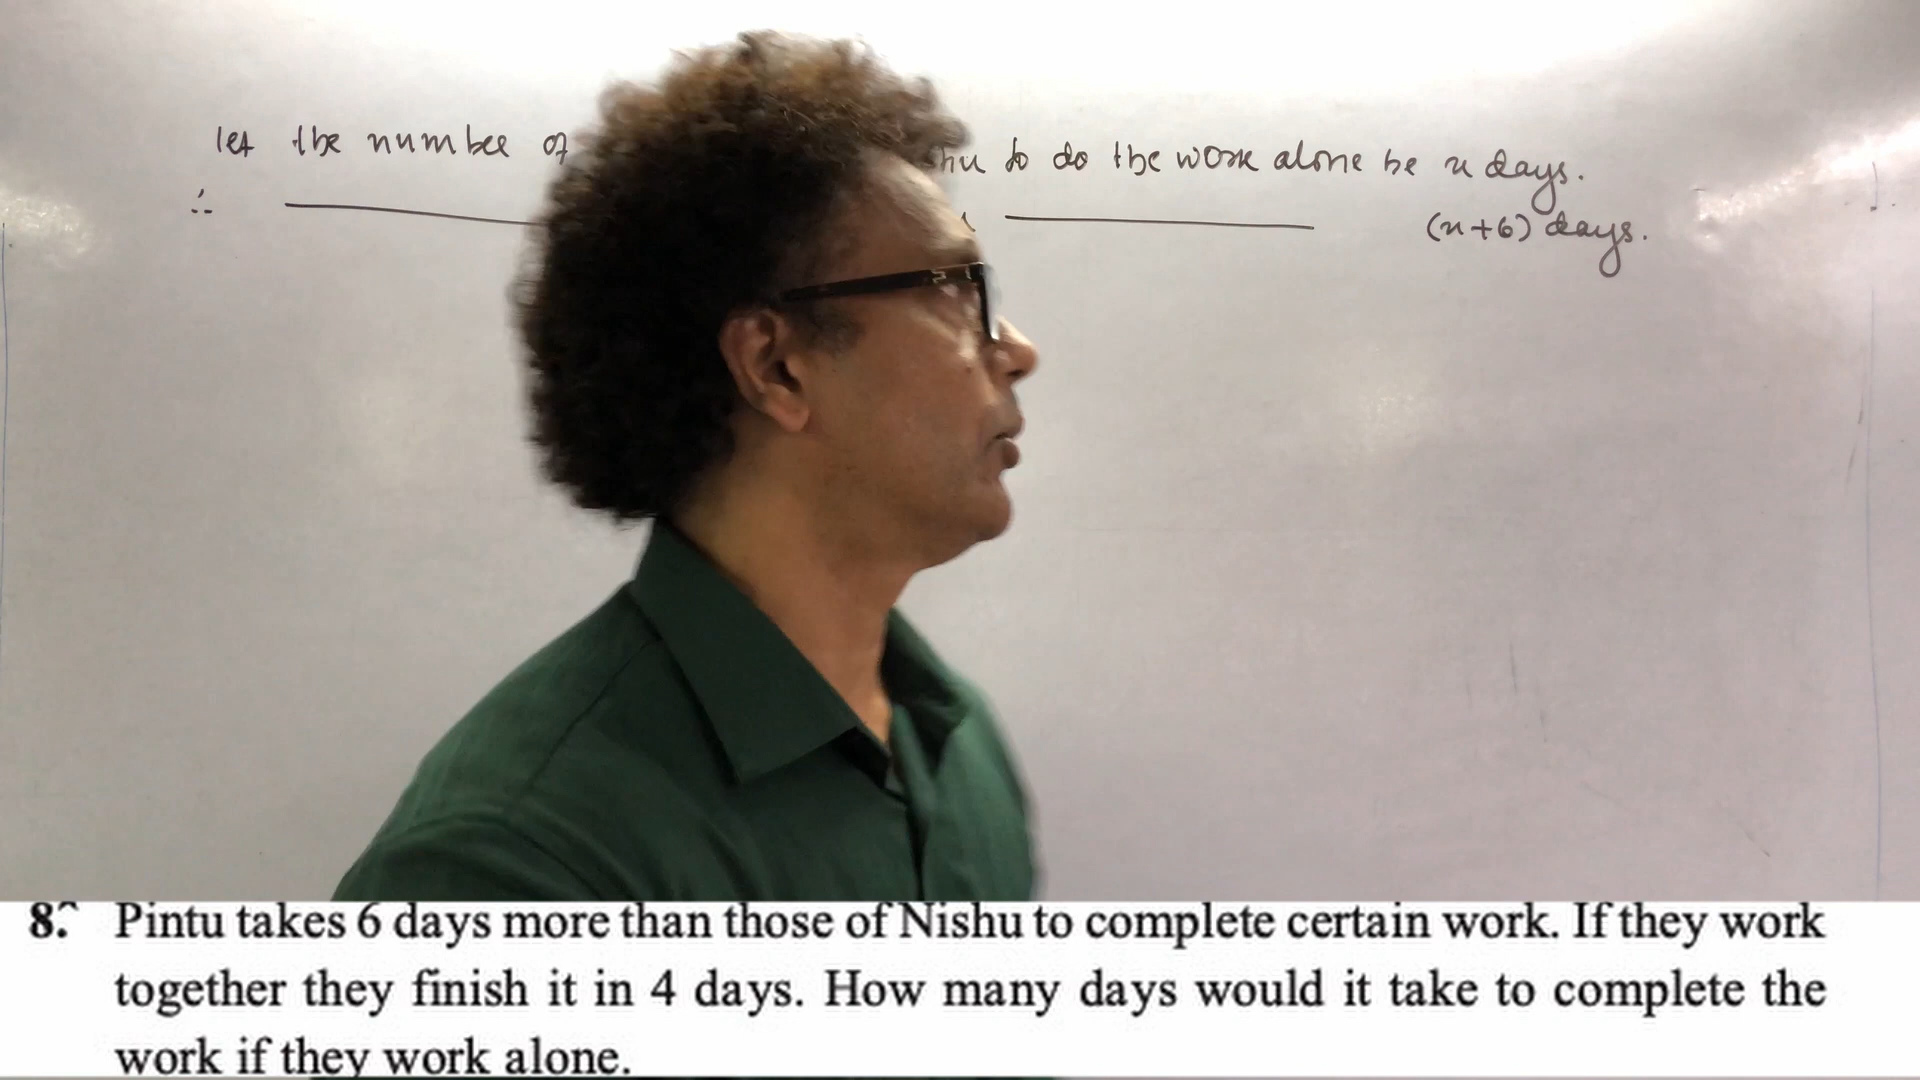 let the number of hu to do the work alone be x days.
∴ (x+6) days.
8. Pintu takes 6 days more than those of Nishu to complete certain work. If they work
together they finish it in 4 days. How many days would it take to complete the
work if they work alone.